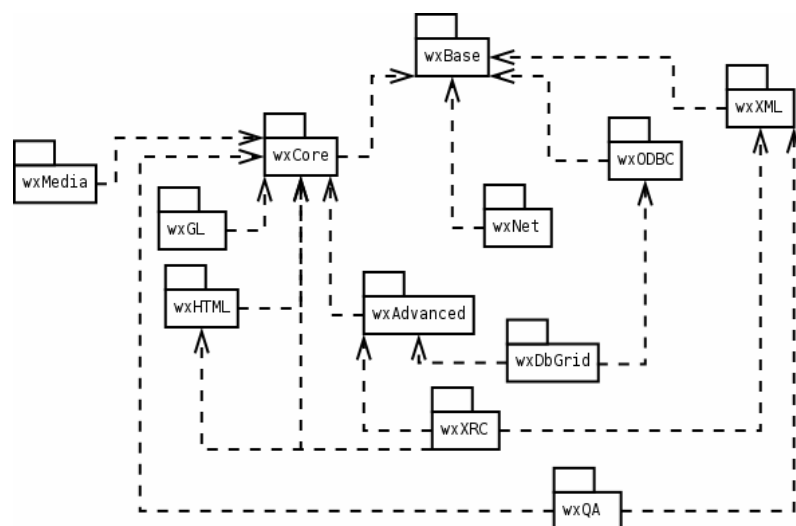 wxBase
wxXML
wxCore
wxODBC
wxMedia
wxGL
wxNet
wxHTML
wxAdvanced
wxDbGrid
wxXRC
wxQA